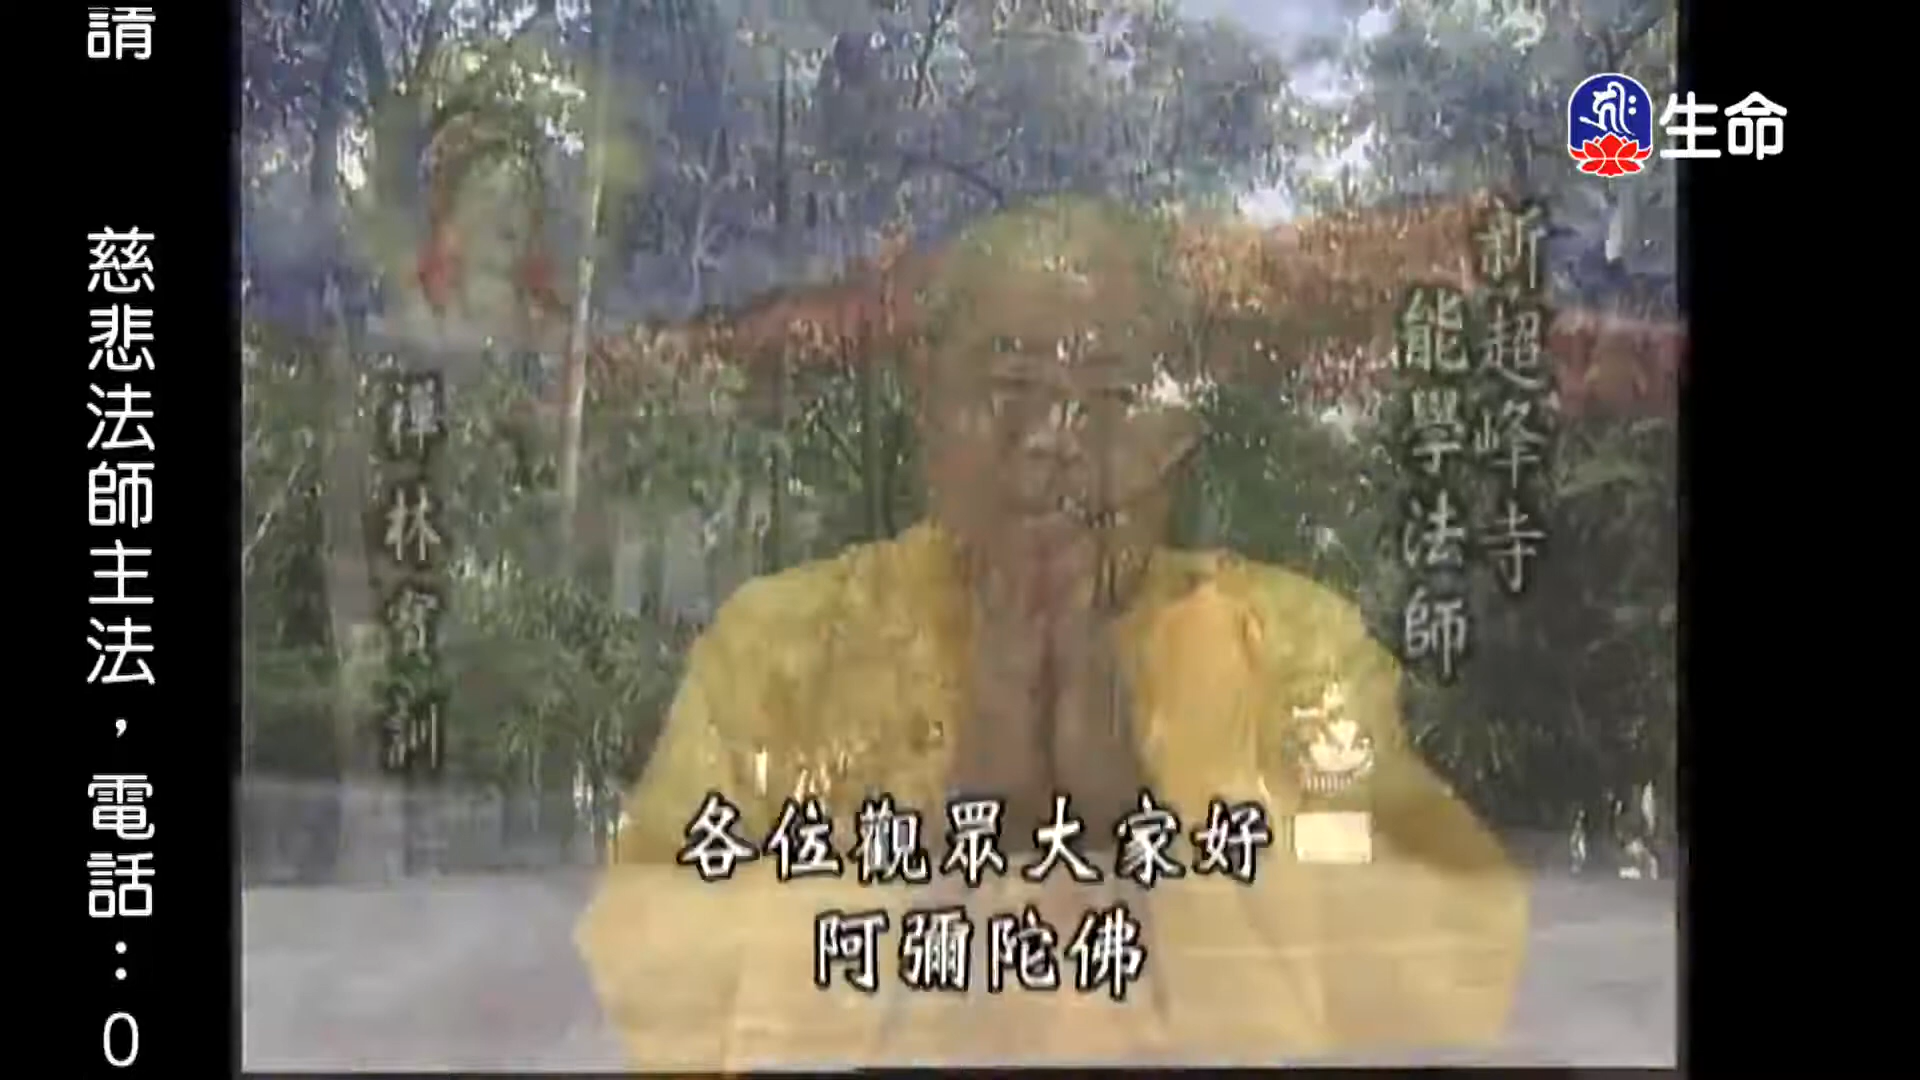 請 慈悲法師主法，電話：0
生命
新超峰寺
能學法師
禪林寶訓
各位觀眾大家好
阿彌陀佛